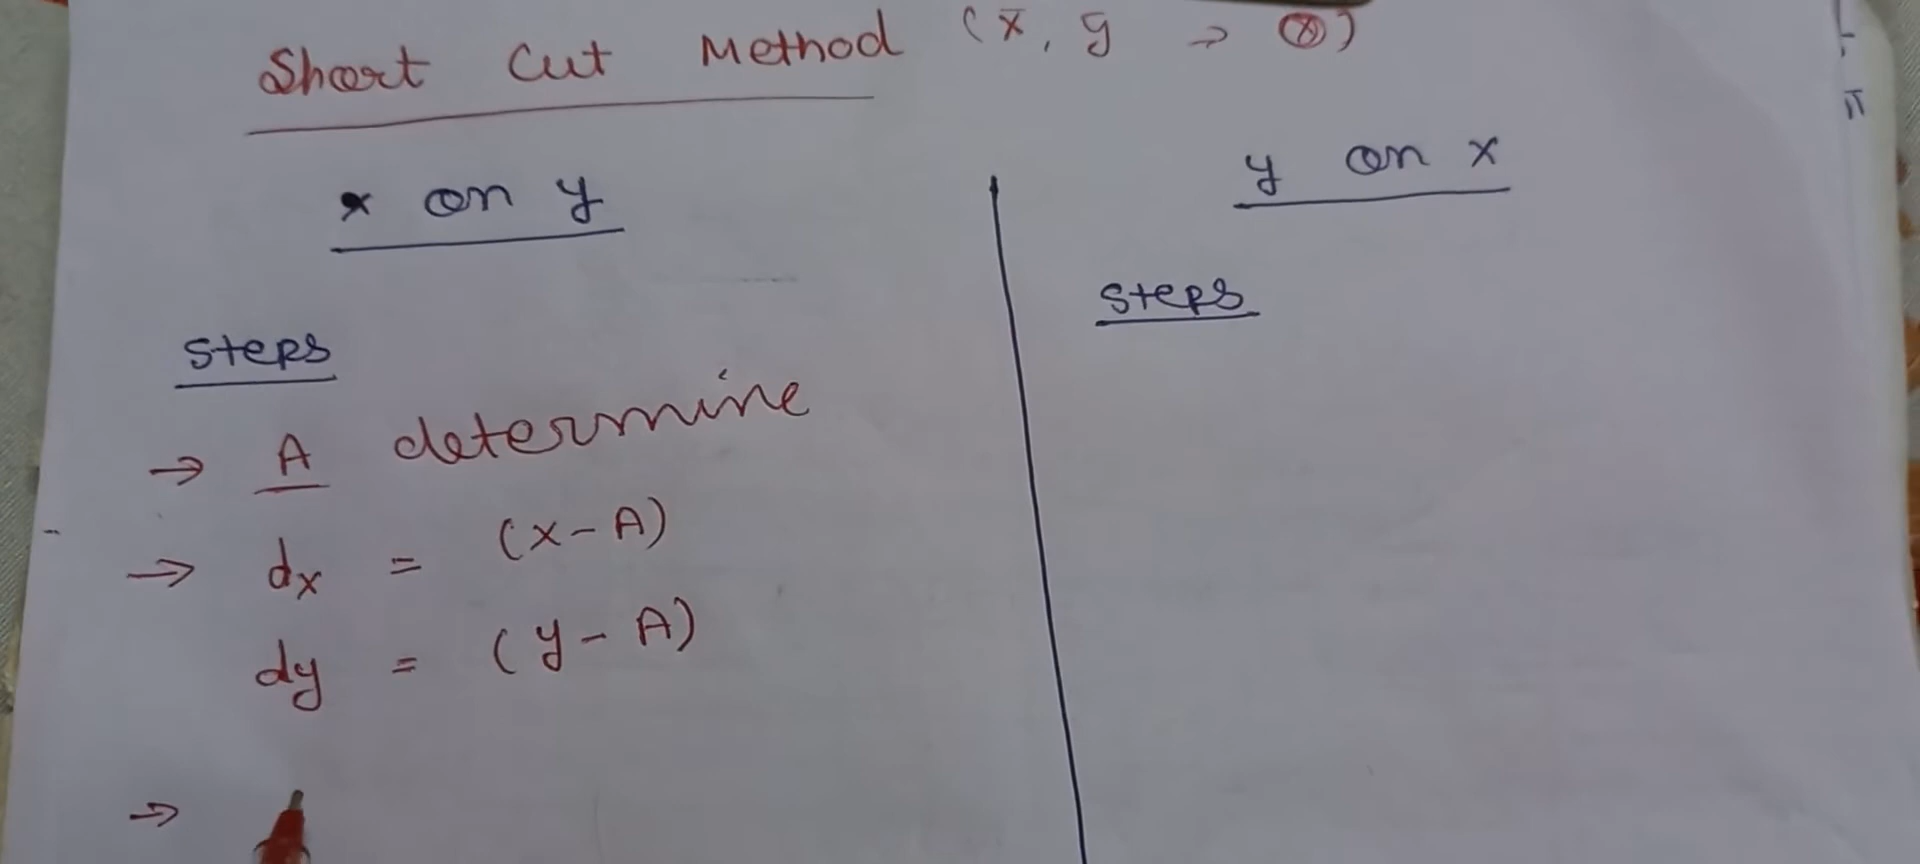 Short Cut Method (x̄, ȳ → ⓧ)
x on y
steps
→ A determine
→ dx = (x - A)
dy = (y - A)
→
y on x
steps